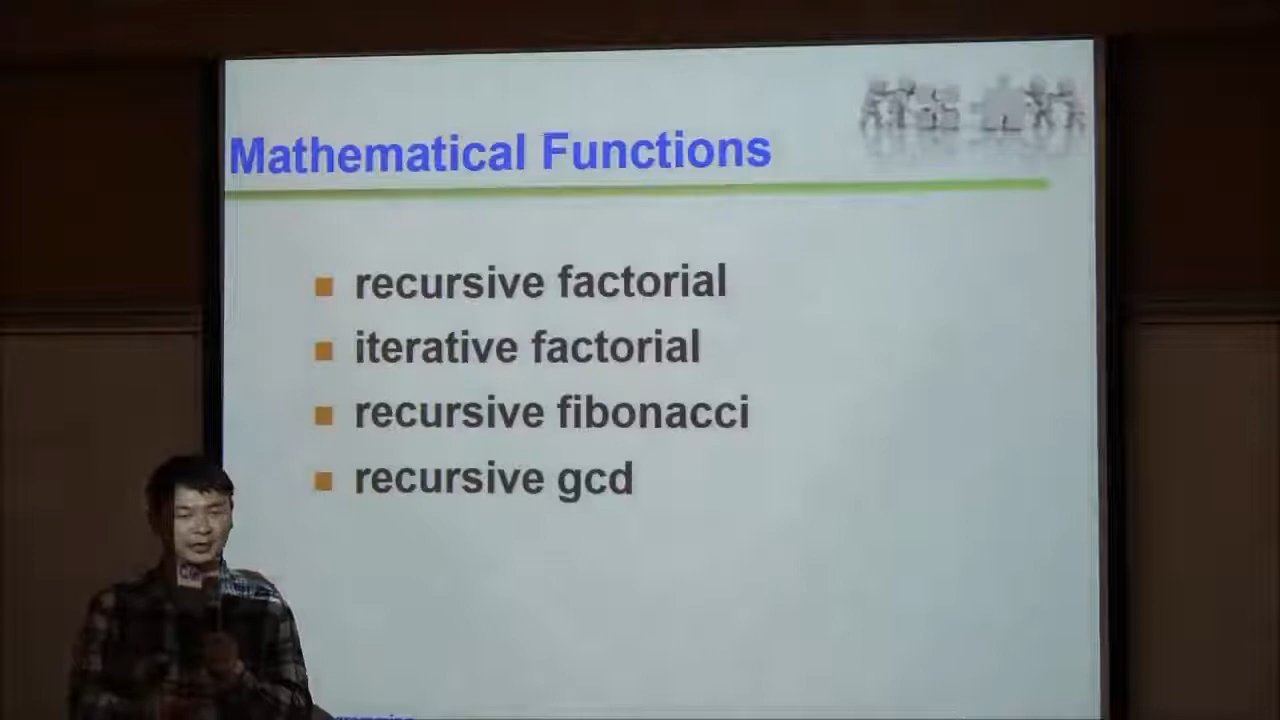 Mathematical Functions
recursive factorial
iterative factorial
recursive fibonacci
recursive gcd